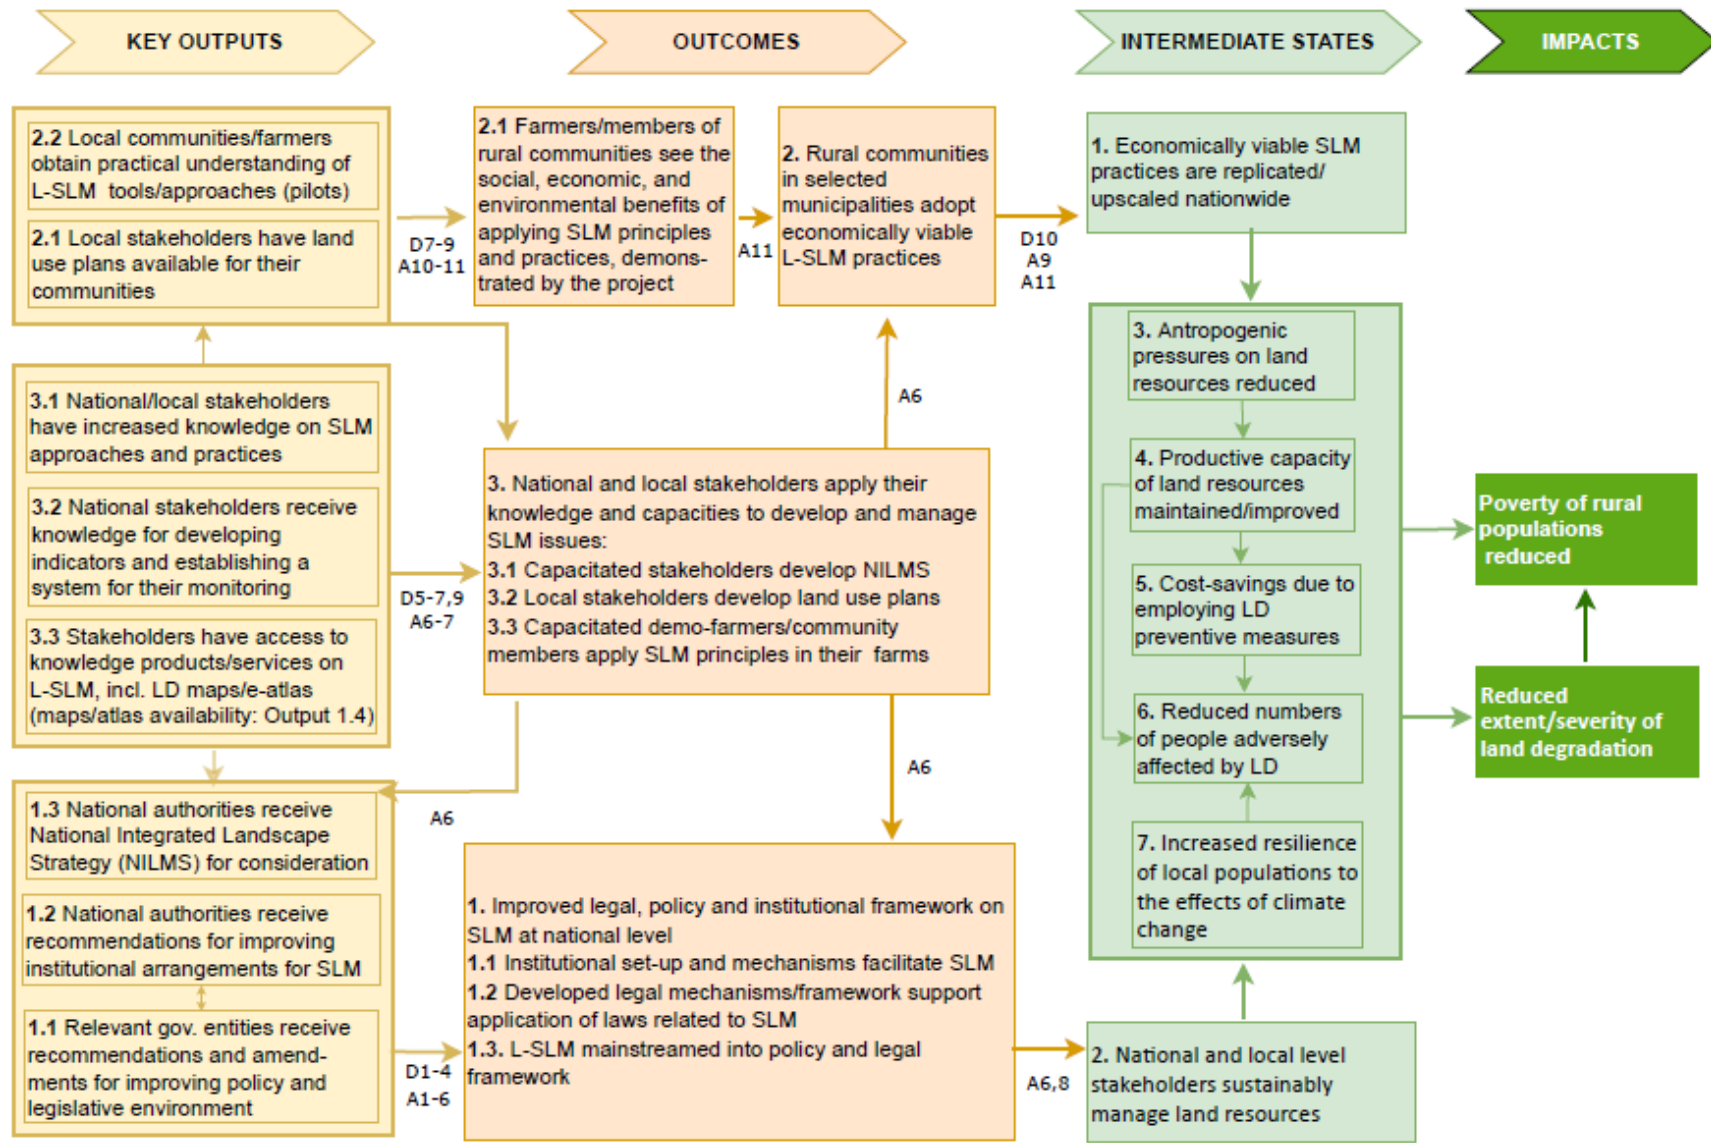 KEY OUTPUTS
OUTCOMES
INTERMEDIATE STATES
IMPACTS
2.2 Local communities/farmers
obtain practical understanding of
L-SLM tools/approaches (pilots)
2.1 Local stakeholders have land
use plans available for their
communities
D7-9
A10-11
2.1 Farmers/members of
rural communities see the
social, economic, and
environmental benefits of
applying SLM principles
and practices, demons-
trated by the project
A11
2. Rural communities
in selected
municipalities adopt
economically viable
L-SLM practices
D10
A9
A11
1. Economically viable SLM
practices are replicated/
upscaled nationwide
3.1 National/local stakeholders
have increased knowledge on SLM
approaches and practices
3.2 National stakeholders receive
knowledge for developing
indicators and establishing a
system for their monitoring
3.3 Stakeholders have access to
knowledge products/services on
L-SLM, incl. LD maps/e-atlas
(maps/atlas availability: Output 1.4)
D5-7,9
A6-7
3. National and local stakeholders apply their
knowledge and capacities to develop and manage
SLM issues:
3.1 Capacitated stakeholders develop NILMS
3.2 Local stakeholders develop land use plans
3.3 Capacitated demo-farmers/community
members apply SLM principles in their farms
A6
A6
A6
3. Antropogenic
pressures on land
resources reduced
4. Productive capacity
of land resources
maintained/improved
5. Cost-savings due to
employing LD
preventive measures
6. Reduced numbers
of people adversely
affected by LD
7. Increased resilience
of local populations to
the effects of climate
change
Poverty of rural
populations
reduced
Reduced
extent/severity of
land degradation
1.3 National authorities receive
National Integrated Landscape
Strategy (NILMS) for consideration
1.2 National authorities receive
recommendations for improving
institutional arrangements for SLM
1.1 Relevant gov. entities receive
recommendations and amend-
ments for improving policy and
legislative environment
D1-4
A1-6
1. Improved legal, policy and institutional framework on
SLM at national level
1.1 Institutional set-up and mechanisms facilitate SLM
1.2 Developed legal mechanisms/framework support
application of laws related to SLM
1.3. L-SLM mainstreamed into policy and legal
framework
A6,8
2. National and local level
stakeholders sustainably
manage land resources